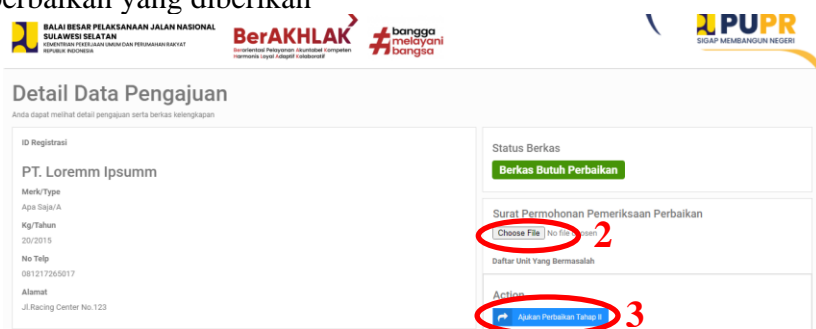 perbaikan yang diberikan
BALAI BESAR PELAKSANAAN JALAN NASIONAL
SULAWESI SELATAN
KEMENTRIAN PEKERJAAN UMUM DAN PERUMAHAN RAKYAT
REPUBLIK INDONESIA
BerAKHLAK
Berorientasi Pelayanan Akuntabel Kompeten
Harmonis Loyal Adaptif Kolaboratif
#bangga
melayani
bangsa
PUPR
SIGAP MEMBANGUN NEGERI
Detail Data Pengajuan
Anda dapat melihat detail pengajuan serta berkas kelengkapan
ID Registrasi
PT. Loremm Ipsumm
Merk/Type
Apa Saja/A
Kg/Tahun
20/2015
No Telp
081217265017
Alamat
Jl.Racing Center No.123
Status Berkas
Berkas Butuh Perbaikan
Surat Permohonan Pemeriksaan Perbaikan
Choose File No file chosen 2
Daftar Unit Yang Bermasalah
Action
Ajukan Perbaikan Tahap II 3